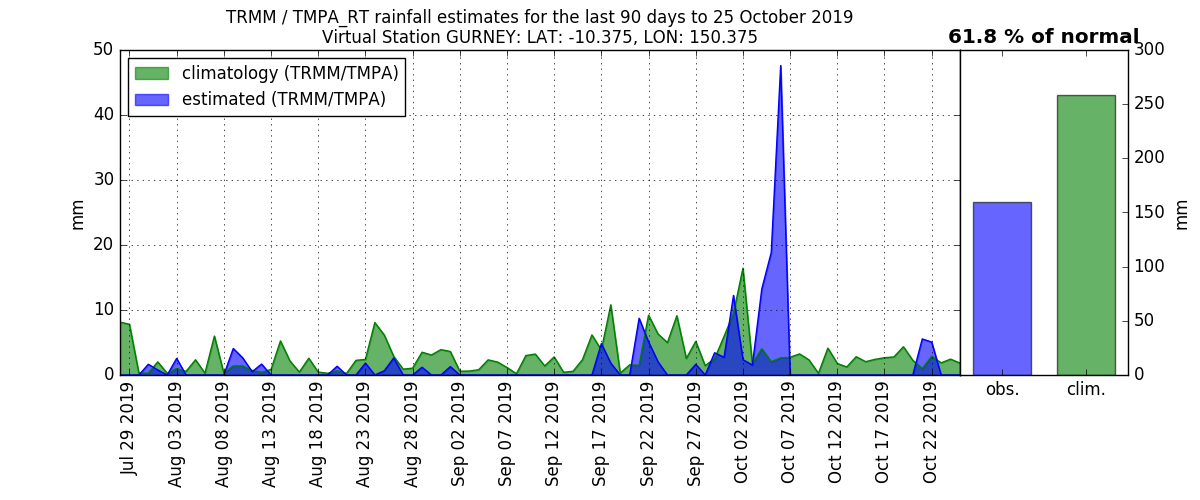 TRMM / TMPA_RT rainfall estimates for the last 90 days to 25 October 2019
Virtual Station GURNEY: LAT: -10.375, LON: 150.375
61.8 % of normal
climatology (TRMM/TMPA)
estimated (TRMM/TMPA)
mm
50
40
30
20
10
0
Jul 29 2019
Aug 03 2019
Aug 08 2019
Aug 13 2019
Aug 18 2019
Aug 23 2019
Aug 28 2019
Sep 02 2019
Sep 07 2019
Sep 12 2019
Sep 17 2019
Sep 22 2019
Sep 27 2019
Oct 02 2019
Oct 07 2019
Oct 12 2019
Oct 17 2019
Oct 22 2019
300
250
200
150
100
50
0
mm
obs.
clim.